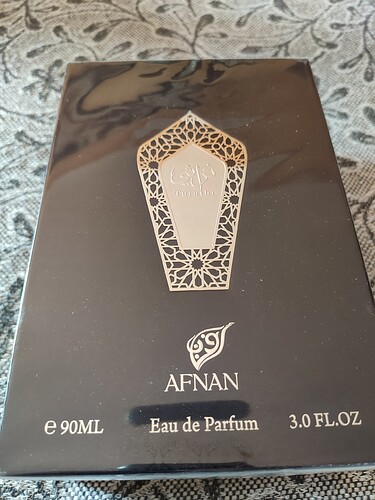 AFNAN
℮ 90ML Eau de Parfum 3.0 FL.OZ